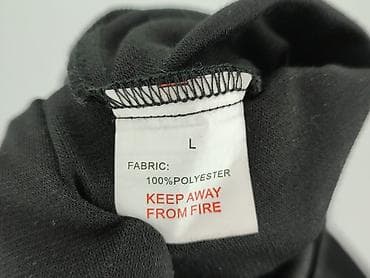 L
FABRIC:
100%POLYESTER
KEEP AWAY
FROM FIRE